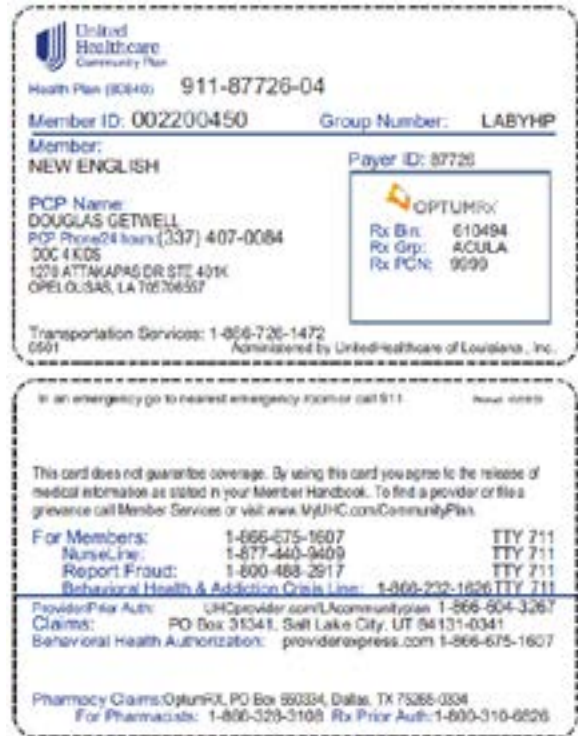 United
Healthcare
Community Plan
Health Plan (80840) 911-87726-04
Member ID: 002200450 Group Number: LABYHP
Member:
NEW ENGLISH
Payer ID: 87726
PCP Name:
DOUGLAS GETWELL
PCP Phone/24 hours: (337) 407-0084
DOC 4 KIDS
1270 ATTAKAPAS DR STE 401K
OPELOUSAS, LA 705706557
OPTUMRx
Rx Bin: 610494
Rx Grp: ACULA
Rx PCN: 9999
Transportation Services: 1-866-726-1472
0501 Administered by UnitedHealthcare of Louisiana, Inc.
In an emergency go to nearest emergency room or call 911
This card does not guarantee coverage. By using this card you agree to the release of
medical information as stated in your Member Handbook. To find a provider or file a
grievance call Member Services or visit www.MyUHC.com/CommunityPlan.
For Members: 1-866-675-1607 TTY 711
NurseLine: 1-877-440-9409 TTY 711
Report Fraud: 1-800-488-2917 TTY 711
Behavioral Health & Addiction Crisis Line: 1-866-232-1626 TTY 711
Provider/Prior Auth: UHCprovider.com/LAcommunityplan 1-866-604-3267
Claims: PO Box 31341, Salt Lake City, UT 84131-0341
Behavioral Health Authorization: providerexpress.com 1-866-675-1607
Pharmacy Claims: OptumRX, PO Box 650334, Dallas, TX 75265-0334
For Pharmacists: 1-866-328-3108 Rx Prior Auth: 1-800-310-6826